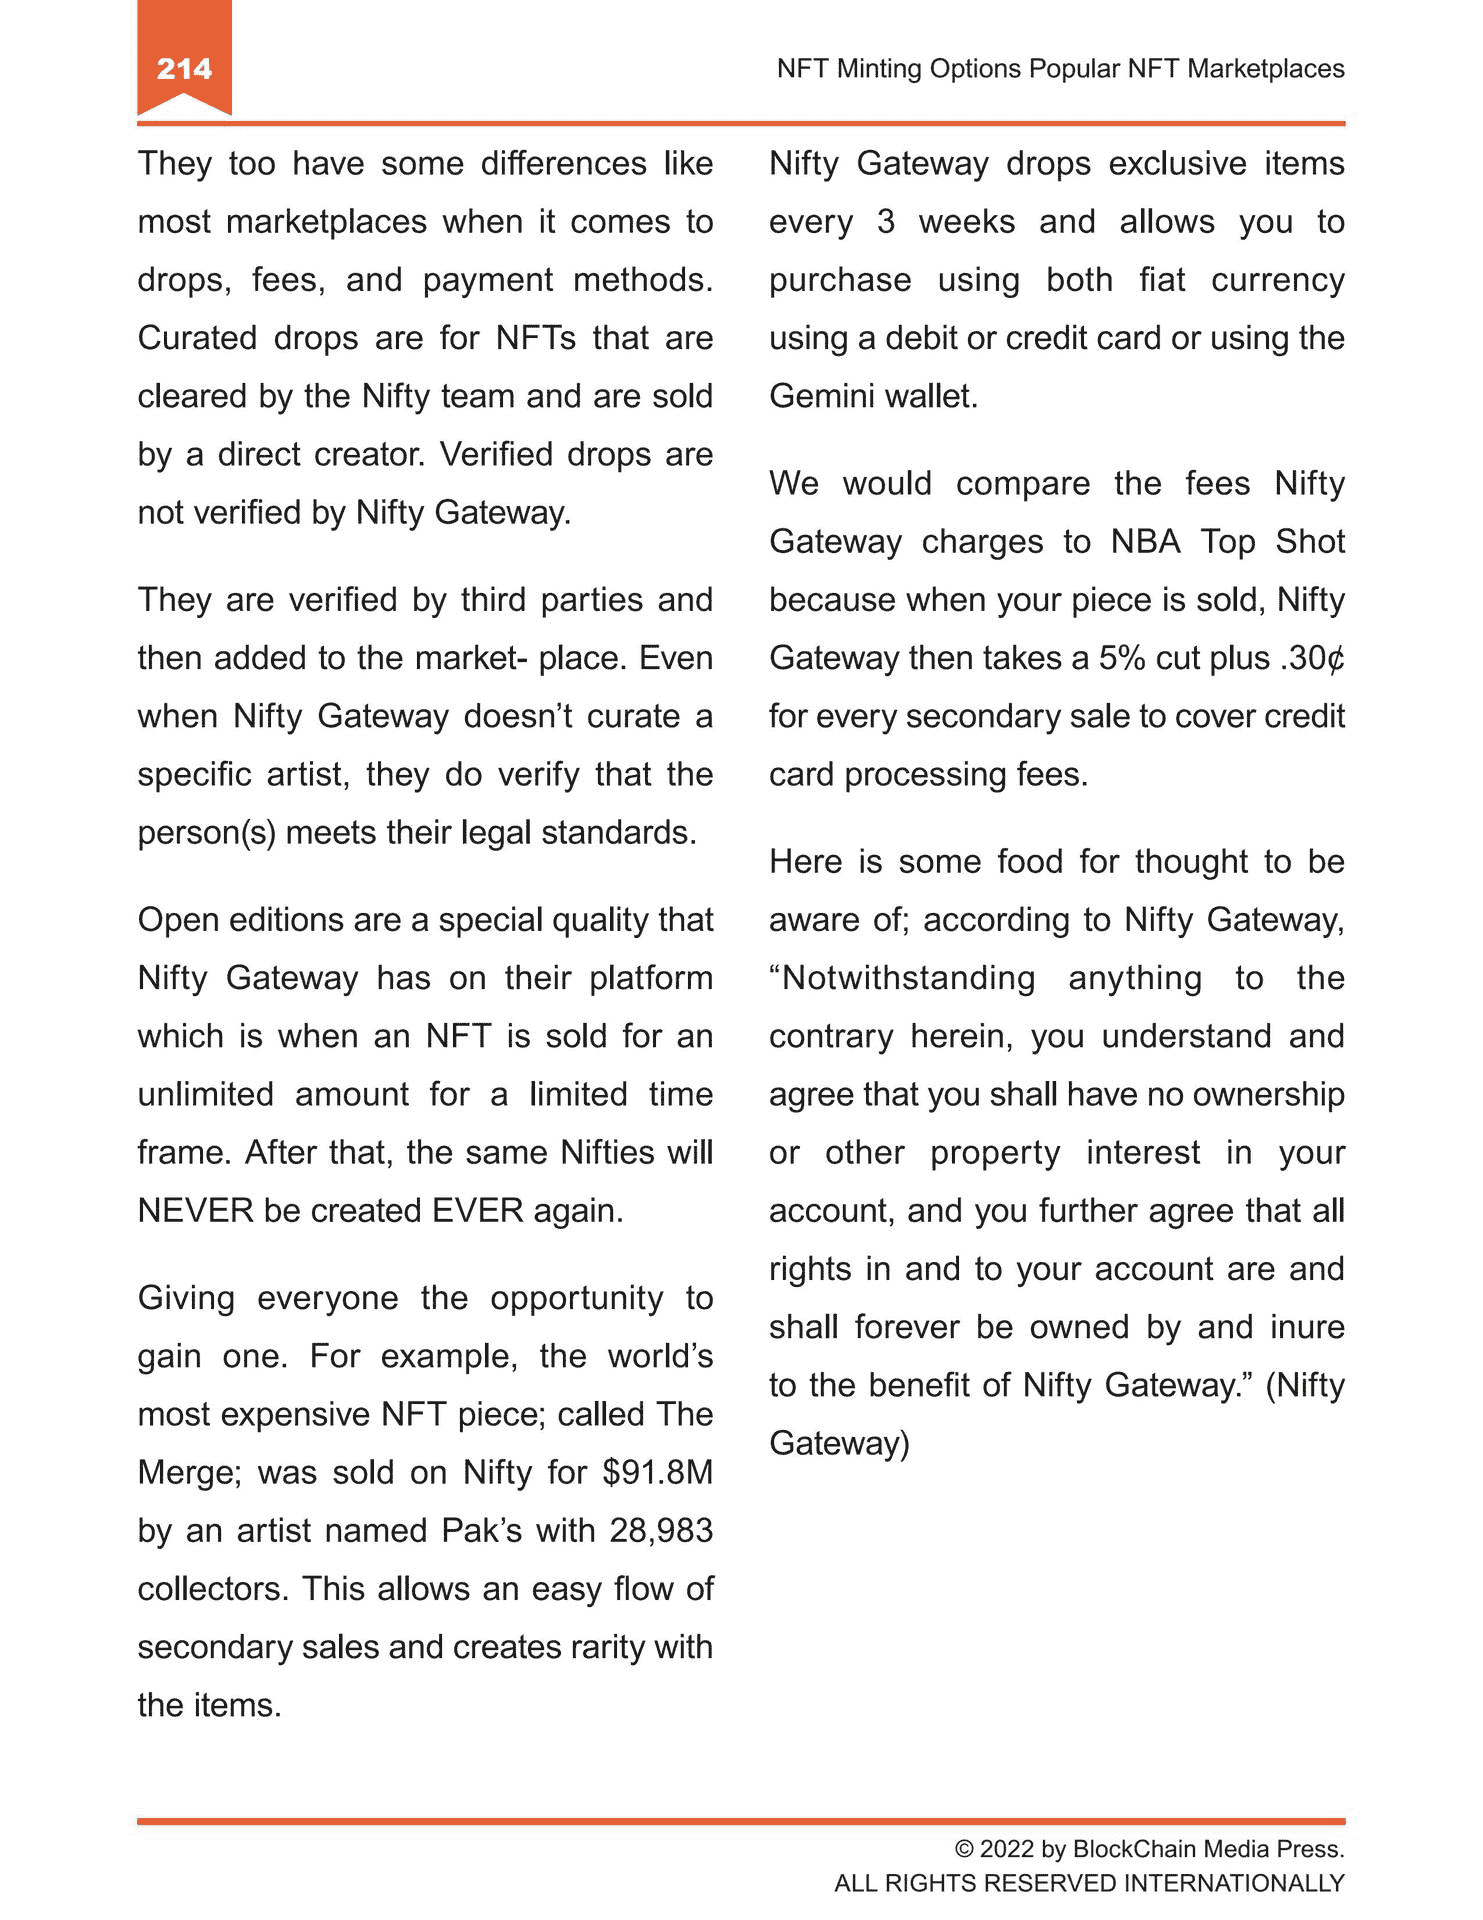 214
NFT Minting Options Popular NFT Marketplaces
They too have some differences like
most marketplaces when it comes to
drops, fees, and payment methods.
Curated drops are for NFTs that are
cleared by the Nifty team and are sold
by a direct creator. Verified drops are
not verified by Nifty Gateway.
They are verified by third parties and
then added to the market- place. Even
when Nifty Gateway doesn’t curate a
specific artist, they do verify that the
person(s) meets their legal standards.
Open editions are a special quality that
Nifty Gateway has on their platform
which is when an NFT is sold for an
unlimited amount for a limited time
frame. After that, the same Nifties will
NEVER be created EVER again.
Giving everyone the opportunity to
gain one. For example, the world’s
most expensive NFT piece; called The
Merge; was sold on Nifty for $91.8M
by an artist named Pak’s with 28,983
collectors. This allows an easy flow of
secondary sales and creates rarity with
the items.
Nifty Gateway drops exclusive items
every 3 weeks and allows you to
purchase using both fiat currency
using a debit or credit card or using the
Gemini wallet.
We would compare the fees Nifty
Gateway charges to NBA Top Shot
because when your piece is sold, Nifty
Gateway then takes a 5% cut plus .30¢
for every secondary sale to cover credit
card processing fees.
Here is some food for thought to be
aware of; according to Nifty Gateway,
“Notwithstanding anything to the
contrary herein, you understand and
agree that you shall have no ownership
or other property interest in your
account, and you further agree that all
rights in and to your account are and
shall forever be owned by and inure
to the benefit of Nifty Gateway.” (Nifty
Gateway)
© 2022 by BlockChain Media Press.
ALL RIGHTS RESERVED INTERNATIONALLY